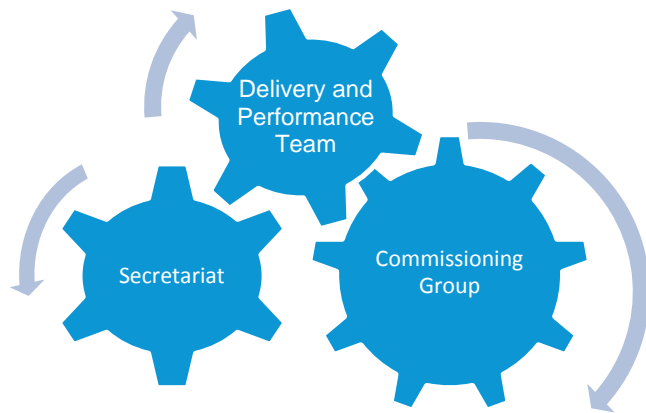 Delivery and
Performance
Team
Secretariat
Commissioning
Group